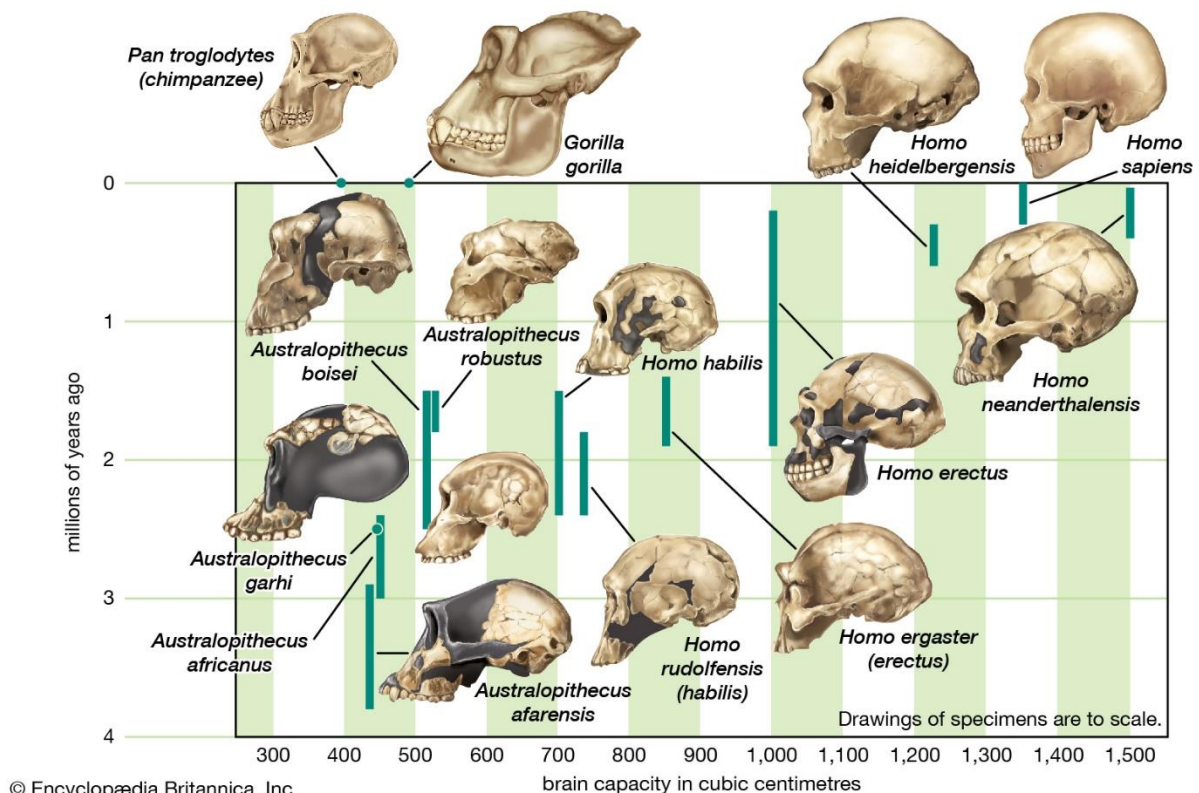 Pan troglodytes
(chimpanzee)
Gorilla
gorilla
Homo
heidelbergensis
Homo
sapiens
0
Australopithecus
boisei
Australopithecus
robustus
Homo habilis
Homo
neanderthalensis
1
millions of years ago
Homo erectus
2
Australopithecus
garhi
Australopithecus
africanus
3
Australopithecus
afarensis
Homo
rudolfensis
(habilis)
Homo ergaster
(erectus)
Drawings of specimens are to scale.
4
300 400 500 600 700 800 900 1,000 1,100 1,200 1,300 1,400 1,500
brain capacity in cubic centimetres
© Encyclopædia Britannica, Inc.